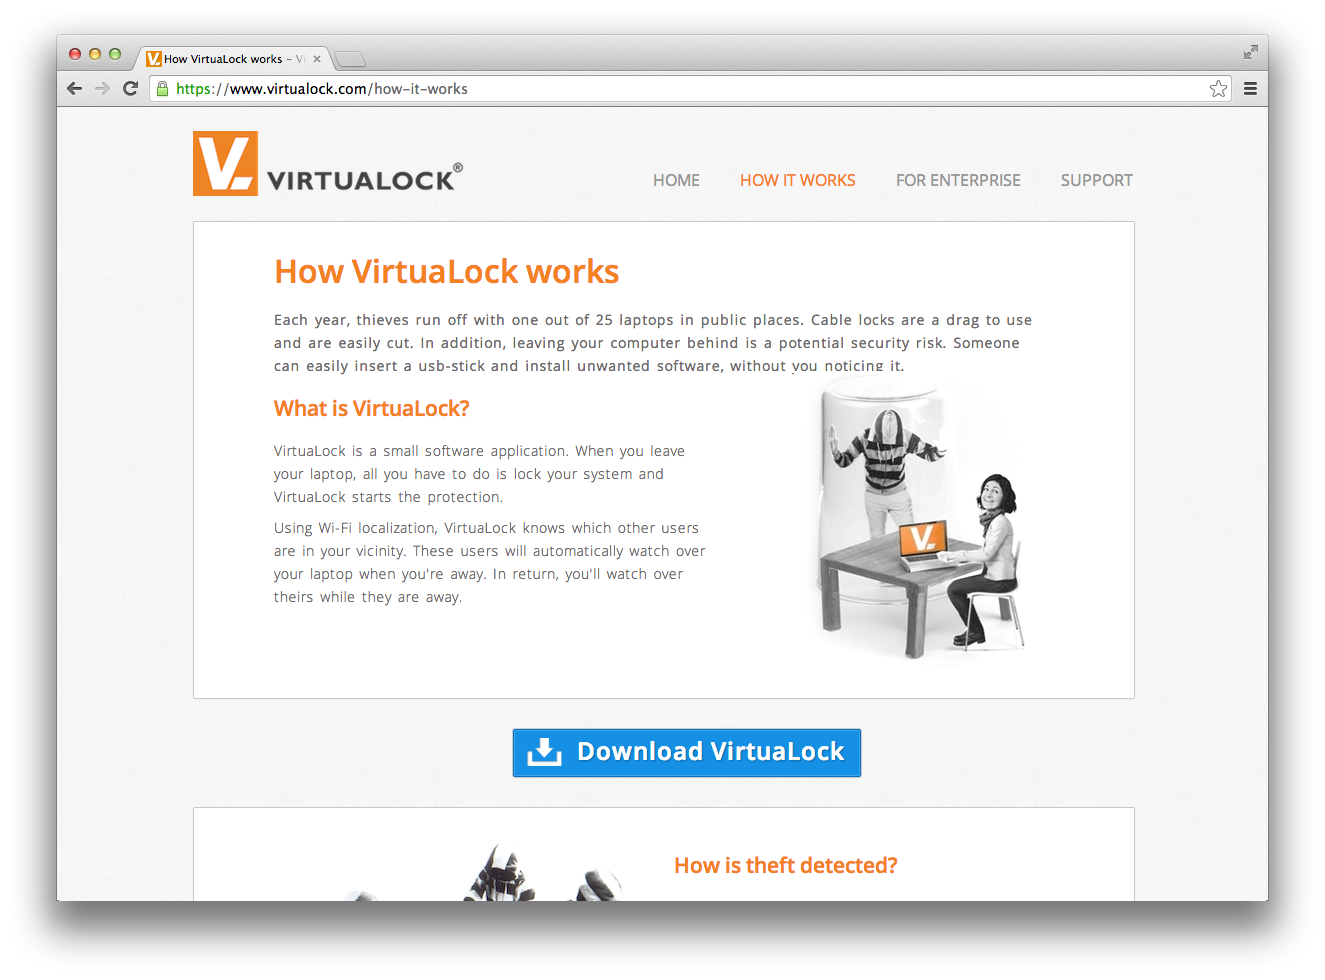 How VirtuaLock works – Vi
https://www.virtualock.com/how-it-works
V VIRTUALOCK®
HOME HOW IT WORKS FOR ENTERPRISE SUPPORT
How VirtuaLock works
Each year, thieves run off with one out of 25 laptops in public places. Cable locks are a drag to use
and are easily cut. In addition, leaving your computer behind is a potential security risk. Someone
can easily insert a usb-stick and install unwanted software, without you noticing it.
What is VirtuaLock?
VirtuaLock is a small software application. When you leave
your laptop, all you have to do is lock your system and
VirtuaLock starts the protection.
Using Wi-Fi localization, VirtuaLock knows which other users
are in your vicinity. These users will automatically watch over
your laptop when you're away. In return, you'll watch over
theirs while they are away.
Download VirtuaLock
How is theft detected?